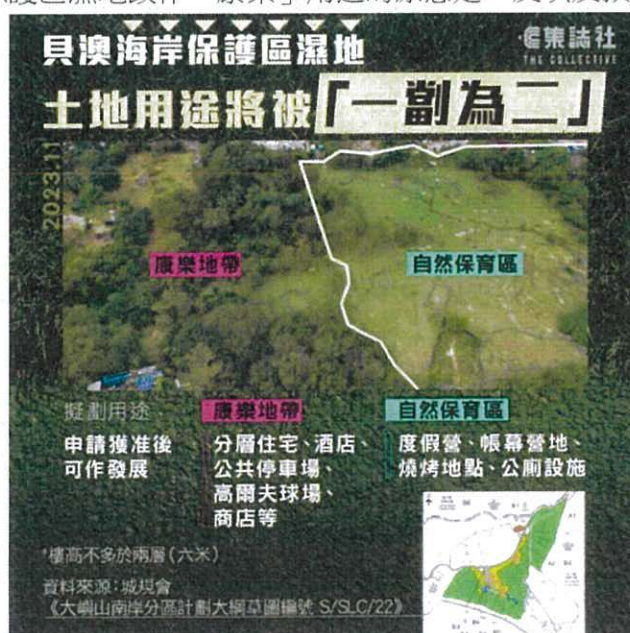 貝澳海岸保護區濕地
集誌社
THE COLLECTIVE
土地用途將被「一劃為二」
2023.11
康樂地帶
自然保育區
擬劃用途
康樂地帶
自然保育區
申請獲准後
可作發展
分層住宅、酒店、
公共停車場、
高爾夫球場、
商店等
度假營、帳幕營地、
燒烤地點、公廁設施
*樓高不多於兩層(六米)
資料來源:城規會
《大嶼山南岸分區計劃大綱草圖編號 S/SLC/22》